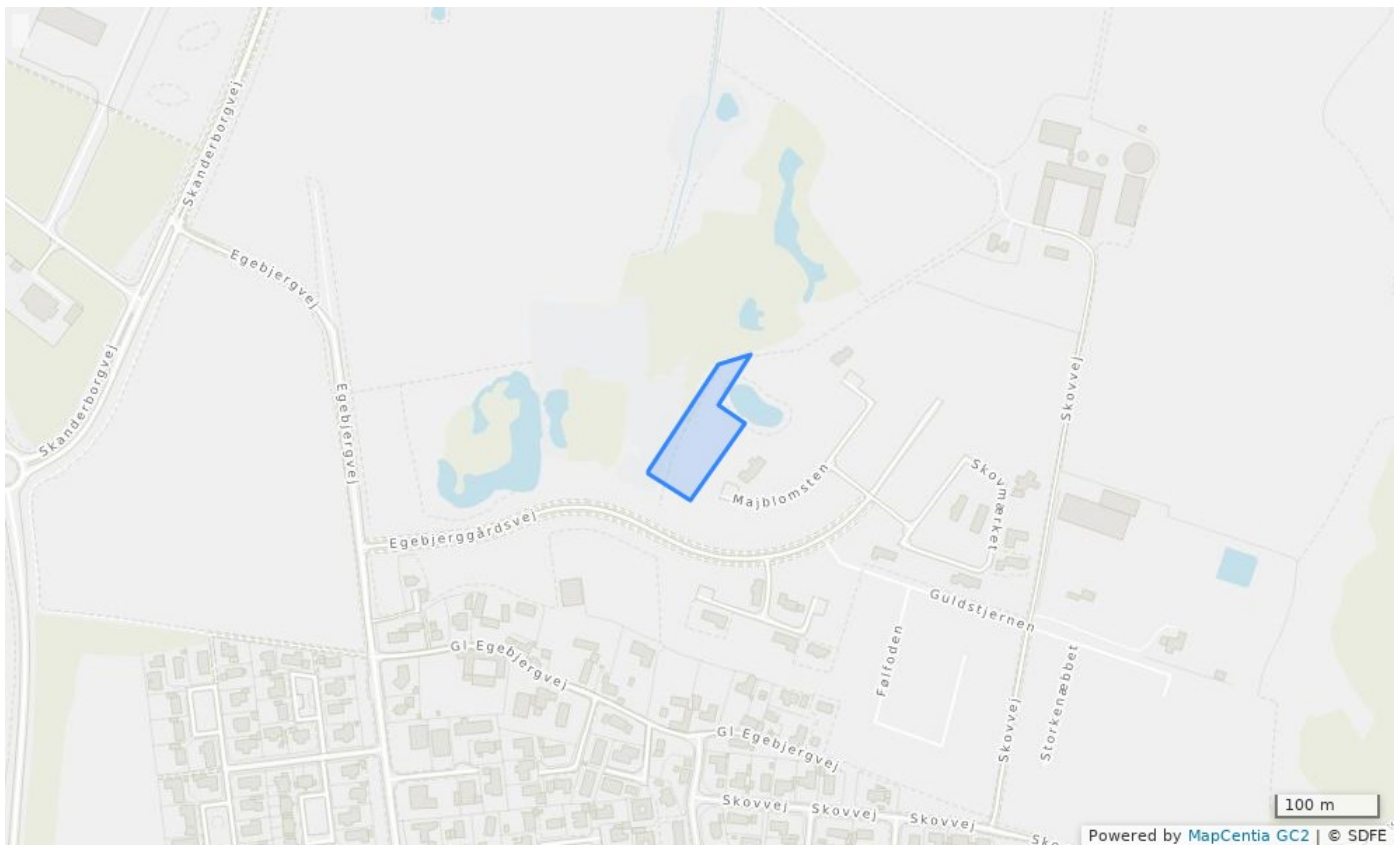 Skanderborgvej
Egebjergvej
Skanderborgvej
Egebjergvej
Skovvej
Majblomsten
Skovmærket
Egebjerggårdsvej
Guldstjernen
Følfoden
Storkenæbbet
Gl Egebjergvej
Skovvej
Gl Egebjergvej
Skovvej Skovvej Skovvej
100 m
Powered by MapCentia GC2 | © SDFE